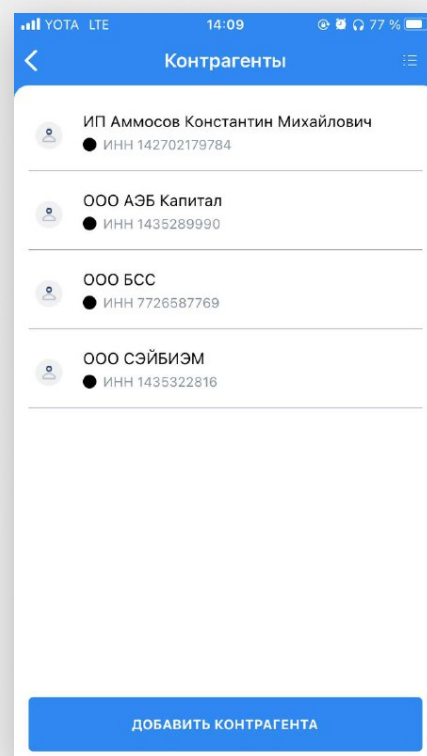 YOTA LTE 14:09 77 %
Контрагенты
ИП Аммосов Константин Михайлович
ИНН 142702179784
ООО АЭБ Капитал
ИНН 1435289990
ООО БСС
ИНН 7726587769
ООО СЭЙБИЭМ
ИНН 1435322816
ДОБАВИТЬ КОНТРАГЕНТА